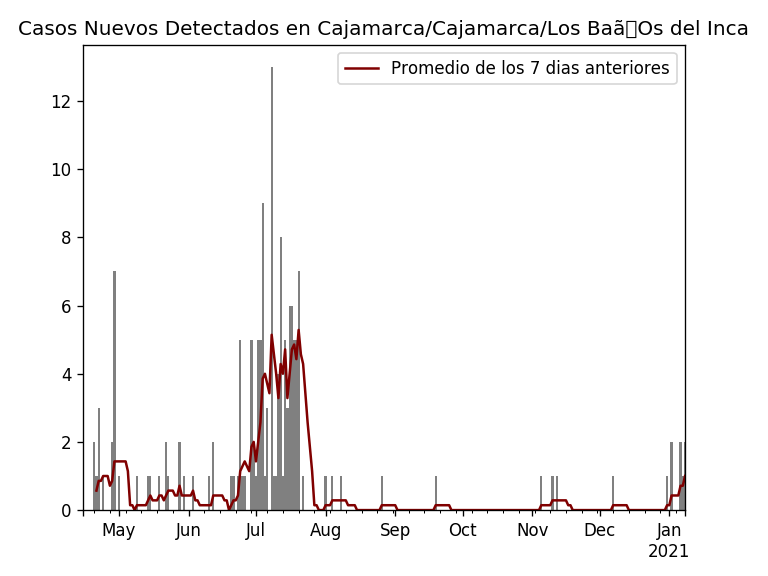 Casos Nuevos Detectados en Cajamarca/Cajamarca/Los Baã▯Os del Inca
Promedio de los 7 dias anteriores
12
10
8
6
4
2
0
May Jun Jul Aug Sep Oct Nov Dec Jan
2021